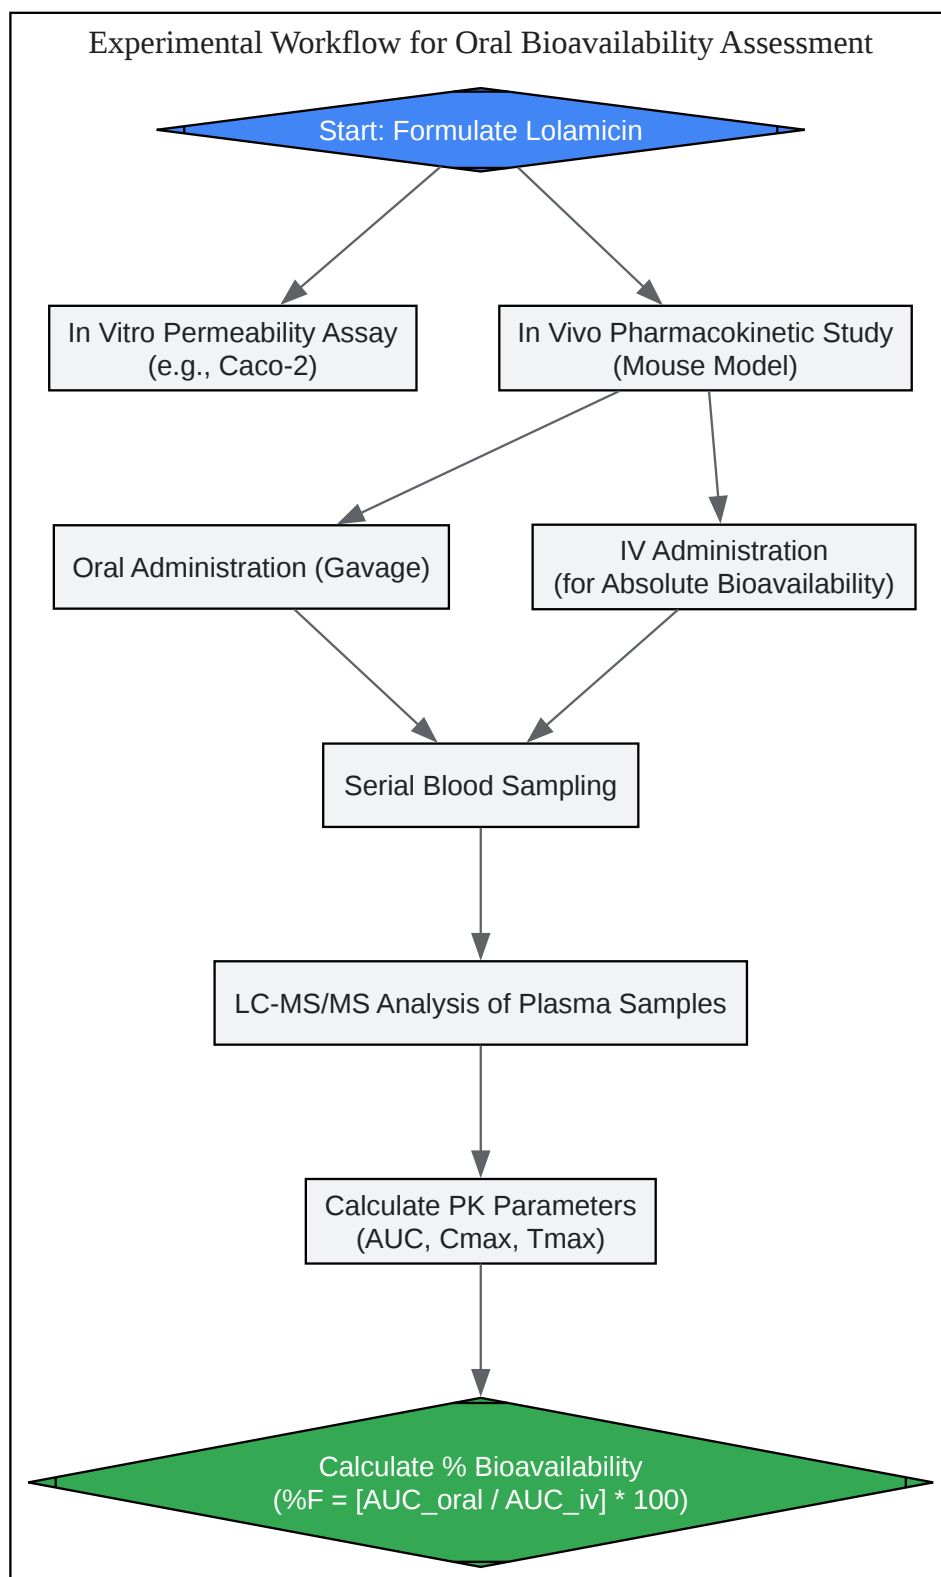 Experimental Workflow for Oral Bioavailability Assessment
Start: Formulate Lolamicin
In Vitro Permeability Assay
(e.g., Caco-2)
In Vivo Pharmacokinetic Study
(Mouse Model)
Oral Administration (Gavage)
IV Administration
(for Absolute Bioavailability)
Serial Blood Sampling
LC-MS/MS Analysis of Plasma Samples
Calculate PK Parameters
(AUC, Cmax, Tmax)
Calculate % Bioavailability
(%F = [AUC_oral / AUC_iv] * 100)